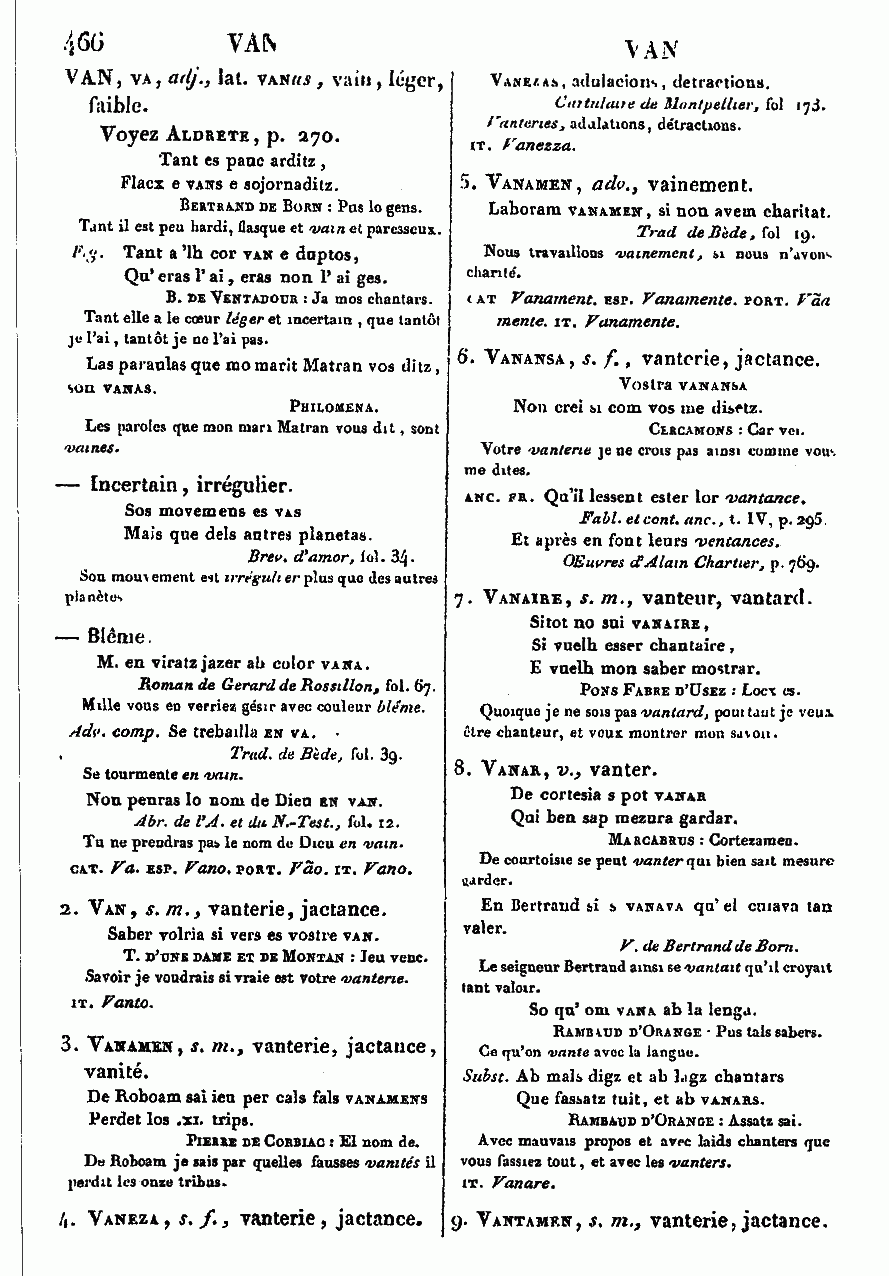 466 VAN VAN
VAN, VA, adj., lat. VANus, vain, léger,
faible.
Voyez ALDRETE, p. 270.
Tant es pauc arditz,
Flacx e VANS e sojornaditz.
BERTRAND DE BORN : Pus lo gens.
Tant il est peu hardi, flasque et vain et paresseux.
Fig. Tant a 'lh cor VAN e duptos,
Qu'eras l' ai, eras non l' ai ges.
B. DE VENTADOUR : Ja mos chantars.
Tant elle a le cœur léger et incertain, que tantôt
je l'ai, tantôt je ne l'ai pas.
Las paraulas que mo marit Matran vos ditz,
son VANAS.
PHILOMENA.
Les paroles que mon mari Matran vous dit, sont
vaines.
— Incertain, irrégulier.
Sos movemens es VAS
Mais que dels autres planetas.
Brev. d'amor, fol. 34.
Son mouvement est irrégulier plus que des autres
planètes
— Blême.
M. en viratz jazer ab color VANA.
Roman de Gerard de Rossillon, fol. 67.
Mille vous en verriez gésir avec couleur blême.
Adv. comp. Se trebailla EN VA.
Trad. de Bède, fol. 39.
Se tourmente en vain.
Non penras lo nom de Dieu EN VAN.
Abr. de l'A. et du N.-Test., fol. 12.
Tu ne prendras pas le nom de Dieu en vain.
CAT. Va. ESP. Vano. PORT. Vão. IT. Vano.
2. VAN, s. m., vanterie, jactance.
Saber volria si vers es vostre VAN.
T. D'UNE DAME ET DE MONTAN : Ieu venc.
Savoir je voudrais si vraie est votre vanterie.
IT. Vanto.
3. VANAMEN, s. m., vanterie, jactance,
vanité.
De Roboam sai ieu per cals fals VANAMENS
Perdet los .XI. trips.
PIERRE DE CORBIAC : El nom de.
De Roboam je sais par quelles fausses vanités il
perdit les onze tribus.
4. VANEZA, s. f., vanterie, jactance.
VANEZAS, adulacions, detractions.
Cartulaire de Montpellier, fol 173.
Vanteries, adulations, détractions.
IT. Vanezza.
5. VANAMEN, adv., vainement.
Laboram VANAMEN, si non avem charitat.
Trad de Bède, fol 19.
Nous travaillons vainement, si nous n'avons
charité.
CAT Vanament. ESP. Vanamente. PORT. Vãa
mente. IT. Vanamente.
6. VANANSA, s. f., vanterie, jactance.
Vostra VANANSA
Non crei si com vos me disetz.
CERCAMONS : Car vei.
Votre vanterie je ne crois pas ainsi comme vous
me dites.
ANC. FR. Qu'il lessent ester lor vantance.
Fabl. et cont. anc., t. IV, p. 295.
Et après en font leurs ventances.
Œuvres d'Alain Chartier, p. 769.
7. VANAIRE, s. m., vanteur, vantard.
Sitot no sui VANAIRE,
Si vuelh esser chantaire,
E vuelh mon saber mostrar.
PONS FABRE D'UZEZ : Locx es.
Quoique je ne sois pas vantard, pourtant je veux
être chanteur, et veux montrer mon savoir.
8. VANAR, v., vanter.
De cortesia s pot VANAR
Qui ben sap mezura gardar.
MARCABRUS : Cortezamen.
De courtoisie se peut vanter qui bien sait mesure
garder.
En Bertrand si s VANAVA qu' el cuiava tan
valer.
V. de Bertrand de Born.
Le seigneur Bertrand ainsi se vantait qu'il croyait
tant valoir.
So qu' om VANA ab la lenga.
RAMBAUD D'ORANGE · Pus tals sabers.
Ce qu'on vante avec la langue.
Subst. Ab mals digz et ab lagz chantars
Que fassatz tuit, et ab VANARS.
RAMBAUD D'ORANGE : Assatz sai.
Avec mauvais propos et avec laids chanters que
vous fassiez tout, et avec les vanters.
IT. Vanare.
9. VANTAMEN, s. m., vanterie, jactance.